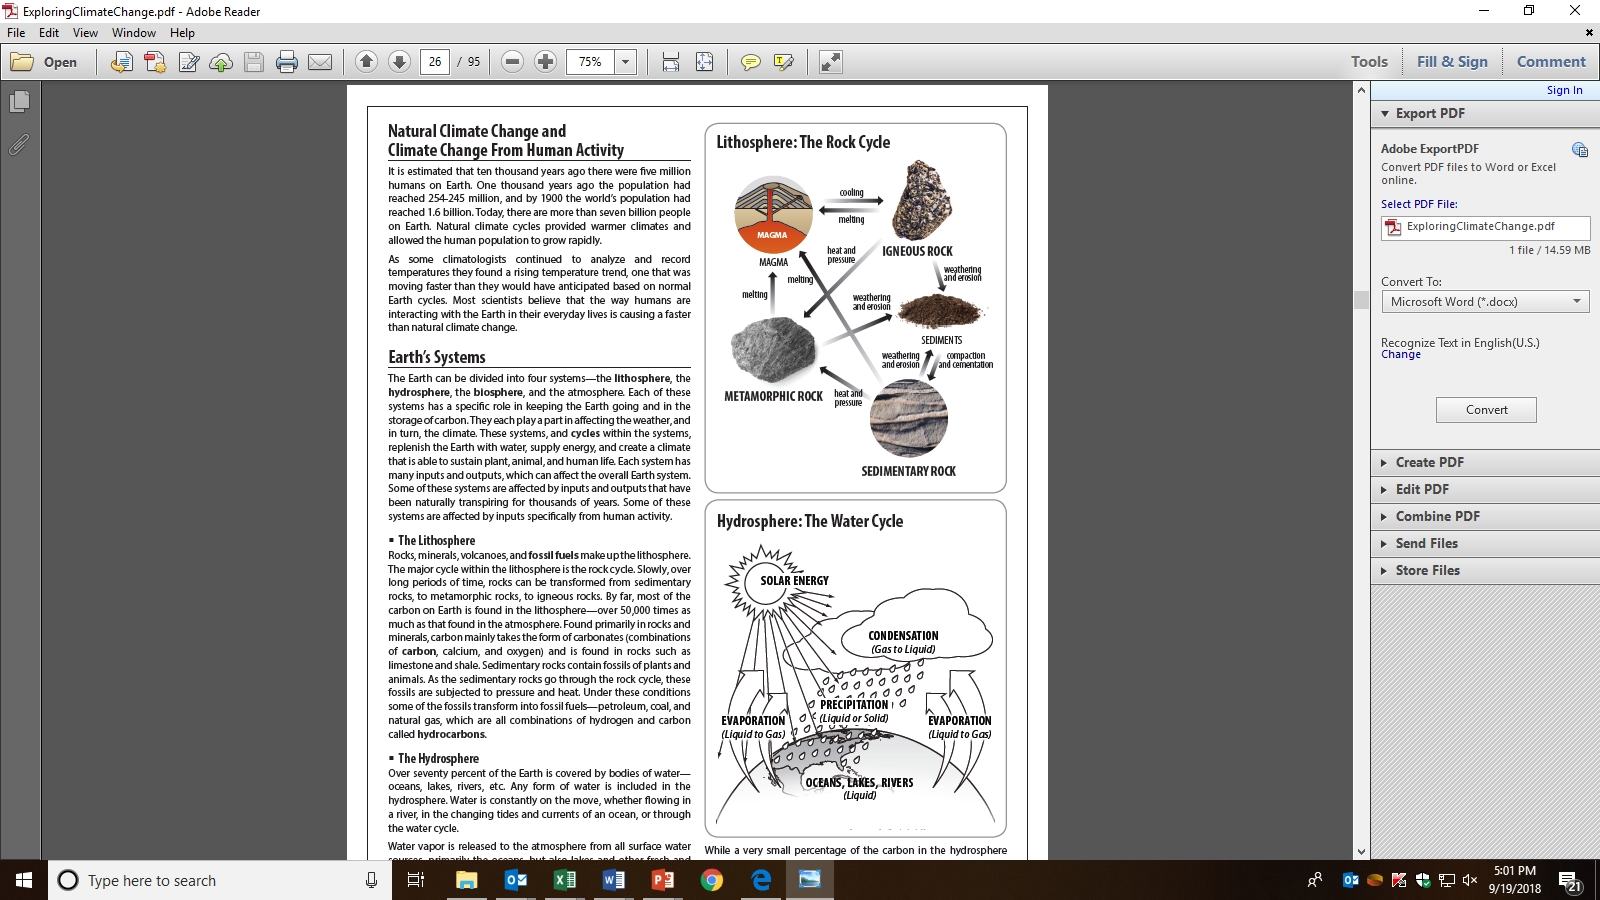 ExploringClimateChange.pdf - Adobe Reader
File Edit View Window Help
Open
26 / 95
75%
Tools Fill & Sign Comment
Natural Climate Change and
Climate Change From Human Activity
It is estimated that ten thousand years ago there were five million
humans on Earth. One thousand years ago the population had
reached 254-245 million, and by 1900 the world's population had
reached 1.6 billion. Today, there are more than seven billion people
on Earth. Natural climate cycles provided warmer climates and
allowed the human population to grow rapidly.
As some climatologists continued to analyze and record
temperatures they found a rising temperature trend, one that was
moving faster than they would have anticipated based on normal
Earth cycles. Most scientists believe that the way humans are
interacting with the Earth in their everyday lives is causing a faster
than natural climate change.
Earth's Systems
The Earth can be divided into four systems—the lithosphere, the
hydrosphere, the biosphere, and the atmosphere. Each of these
systems has a specific role in keeping the Earth going and in the
storage of carbon. They each play a part in affecting the weather, and
in turn, the climate. These systems, and cycles within the systems,
replenish the Earth with water, supply energy, and create a climate
that is able to sustain plant, animal, and human life. Each system has
many inputs and outputs, which can affect the overall Earth system.
Some of these systems are affected by inputs and outputs that have
been naturally transpiring for thousands of years. Some of these
systems are affected by inputs specifically from human activity.
▪ The Lithosphere
Rocks, minerals, volcanoes, and fossil fuels make up the lithosphere.
The major cycle within the lithosphere is the rock cycle. Slowly, over
long periods of time, rocks can be transformed from sedimentary
rocks, to metamorphic rocks, to igneous rocks. By far, most of the
carbon on Earth is found in the lithosphere—over 50,000 times as
much as that found in the atmosphere. Found primarily in rocks and
minerals, carbon mainly takes the form of carbonates (combinations
of carbon, calcium, and oxygen) and is found in rocks such as
limestone and shale. Sedimentary rocks contain fossils of plants and
animals. As the sedimentary rocks go through the rock cycle, these
fossils are subjected to pressure and heat. Under these conditions
some of the fossils transform into fossil fuels—petroleum, coal, and
natural gas, which are all combinations of hydrogen and carbon
called hydrocarbons.
▪ The Hydrosphere
Over seventy percent of the Earth is covered by bodies of water—
oceans, lakes, rivers, etc. Any form of water is included in the
hydrosphere. Water is constantly on the move, whether flowing in
a river, in the changing tides and currents of an ocean, or through
the water cycle.
Water vapor is released to the atmosphere from all surface water
sources, primarily the oceans, but also lakes and other fresh and
Lithosphere: The Rock Cycle
cooling
melting
MAGMA
MAGMA
IGNEOUS ROCK
heat and
pressure
weathering
and erosion
melting
melting
weathering
and erosion
SEDIMENTS
weathering
and erosion
compaction
and cementation
METAMORPHIC ROCK
heat and
pressure
SEDIMENTARY ROCK
Hydrosphere: The Water Cycle
SOLAR ENERGY
CONDENSATION
(Gas to Liquid)
PRECIPITATION
(Liquid or Solid)
EVAPORATION
(Liquid to Gas)
EVAPORATION
(Liquid to Gas)
OCEANS, LAKES, RIVERS
(Liquid)
While a very small percentage of the carbon in the hydrosphere
Sign In
Export PDF
Adobe ExportPDF
Convert PDF files to Word or Excel
online.
Select PDF File:
ExploringClimateChange.pdf
1 file / 14.59 MB
Convert To:
Microsoft Word (*.docx)
Recognize Text in English(U.S.)
Change
Convert
Create PDF
Edit PDF
Combine PDF
Send Files
Store Files
Type here to search
5:01 PM
9/19/2018
21